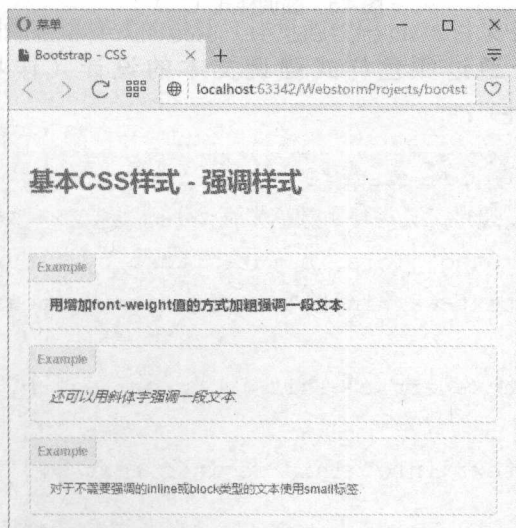 菜单
Bootstrap - CSS
localhost:63342/WebstormProjects/bootst
基本CSS样式 - 强调样式
Example
用增加font-weight值的方式加粗强调一段文本.
Example
还可以用斜体字强调一段文本.
Example
对于不需要强调的inline或block类型的文本使用small标签.